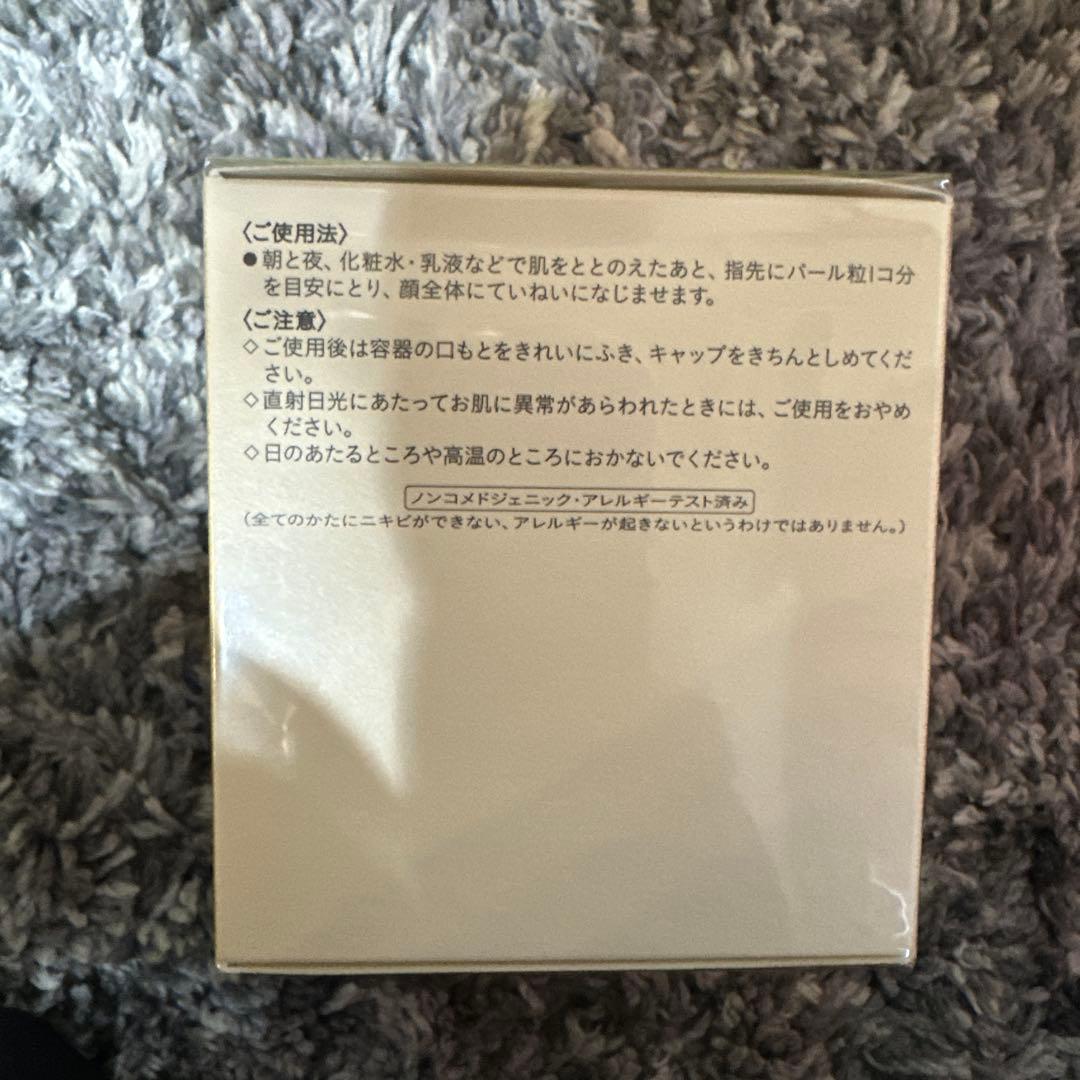 〈ご使用法〉
●朝と夜、化粧水・乳液などで肌をととのえたあと、指先にパール粒1コ分
を目安にとり、顔全体にていねいになじませます。
〈ご注意〉
◇ご使用後は容器の口もとをきれいにふき、キャップをきちんとしめてくだ
さい。
◇直射日光にあたってお肌に異常があらわれたときには、ご使用をおやめ
ください。
◇日のあたるところや高温のところにおかないでください。
ノンコメドジェニック・アレルギーテスト済み
(全てのかたにニキビができない、アレルギーが起きないというわけではありません。)